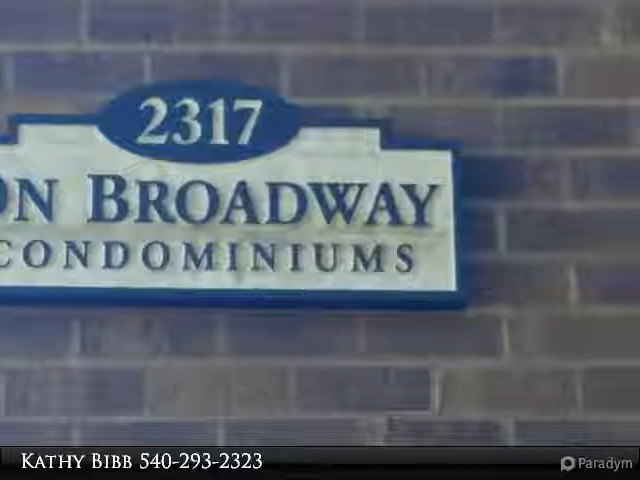 2317
ON BROADWAY
CONDOMINIUMS
KATHY BIBB 540-293-2323
Paradym